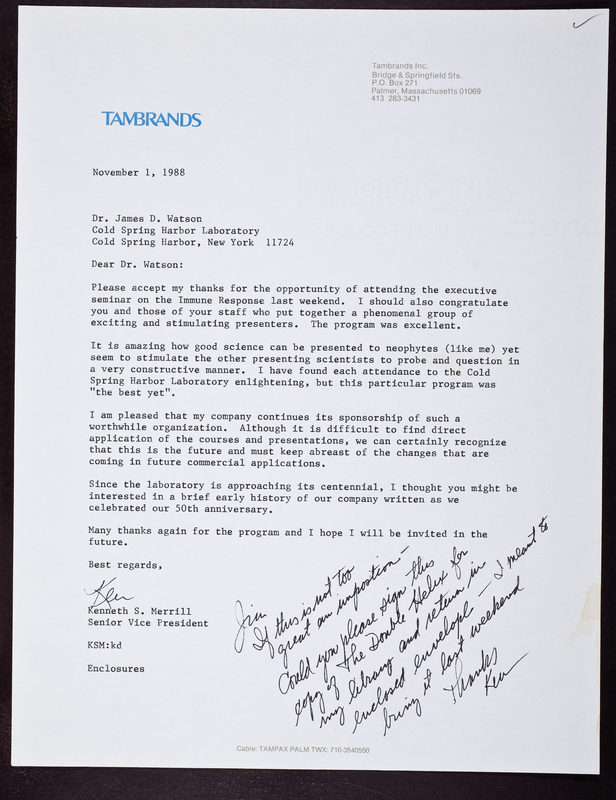 Tambrands Inc.
Bridge & Springfield Sts.
P.O. Box 271
Palmer, Massachusetts 01069
413 283-3431
TAMBRANDS
November 1, 1988
Dr. James D. Watson
Cold Spring Harbor Laboratory
Cold Spring Harbor, New York 11724
Dear Dr. Watson:
Please accept my thanks for the opportunity of attending the executive
seminar on the Immune Response last weekend. I should also congratulate
you and those of your staff who put together a phenomenal group of
exciting and stimulating presenters. The program was excellent.
It is amazing how good science can be presented to neophytes (like me) yet
seem to stimulate the other presenting scientists to probe and question in
a very constructive manner. I have found each attendance to the Cold
Spring Harbor Laboratory enlightening, but this particular program was
"the best yet".
I am pleased that my company continues its sponsorship of such a
worthwhile organization. Although it is difficult to find direct
application of the courses and presentations, we can certainly recognize
that this is the future and must keep abreast of the changes that are
coming in future commercial applications.
Since the laboratory is approaching its centennial, I thought you might be
interested in a brief early history of our company written as we
celebrated our 50th anniversary.
Many thanks again for the program and I hope I will be invited in the
future.
Best regards,
Ken
Kenneth S. Merrill
Senior Vice President
KSM:kd
Enclosures
Jim
If this is not too
great an imposition -
Could you please sign this
copy of the Double Helix for
my library and return in
enclosed envelope - I meant to
bring it last weekend
Thanks
Ken
Cable: TAMPAX PALM TWX: 710-3540550